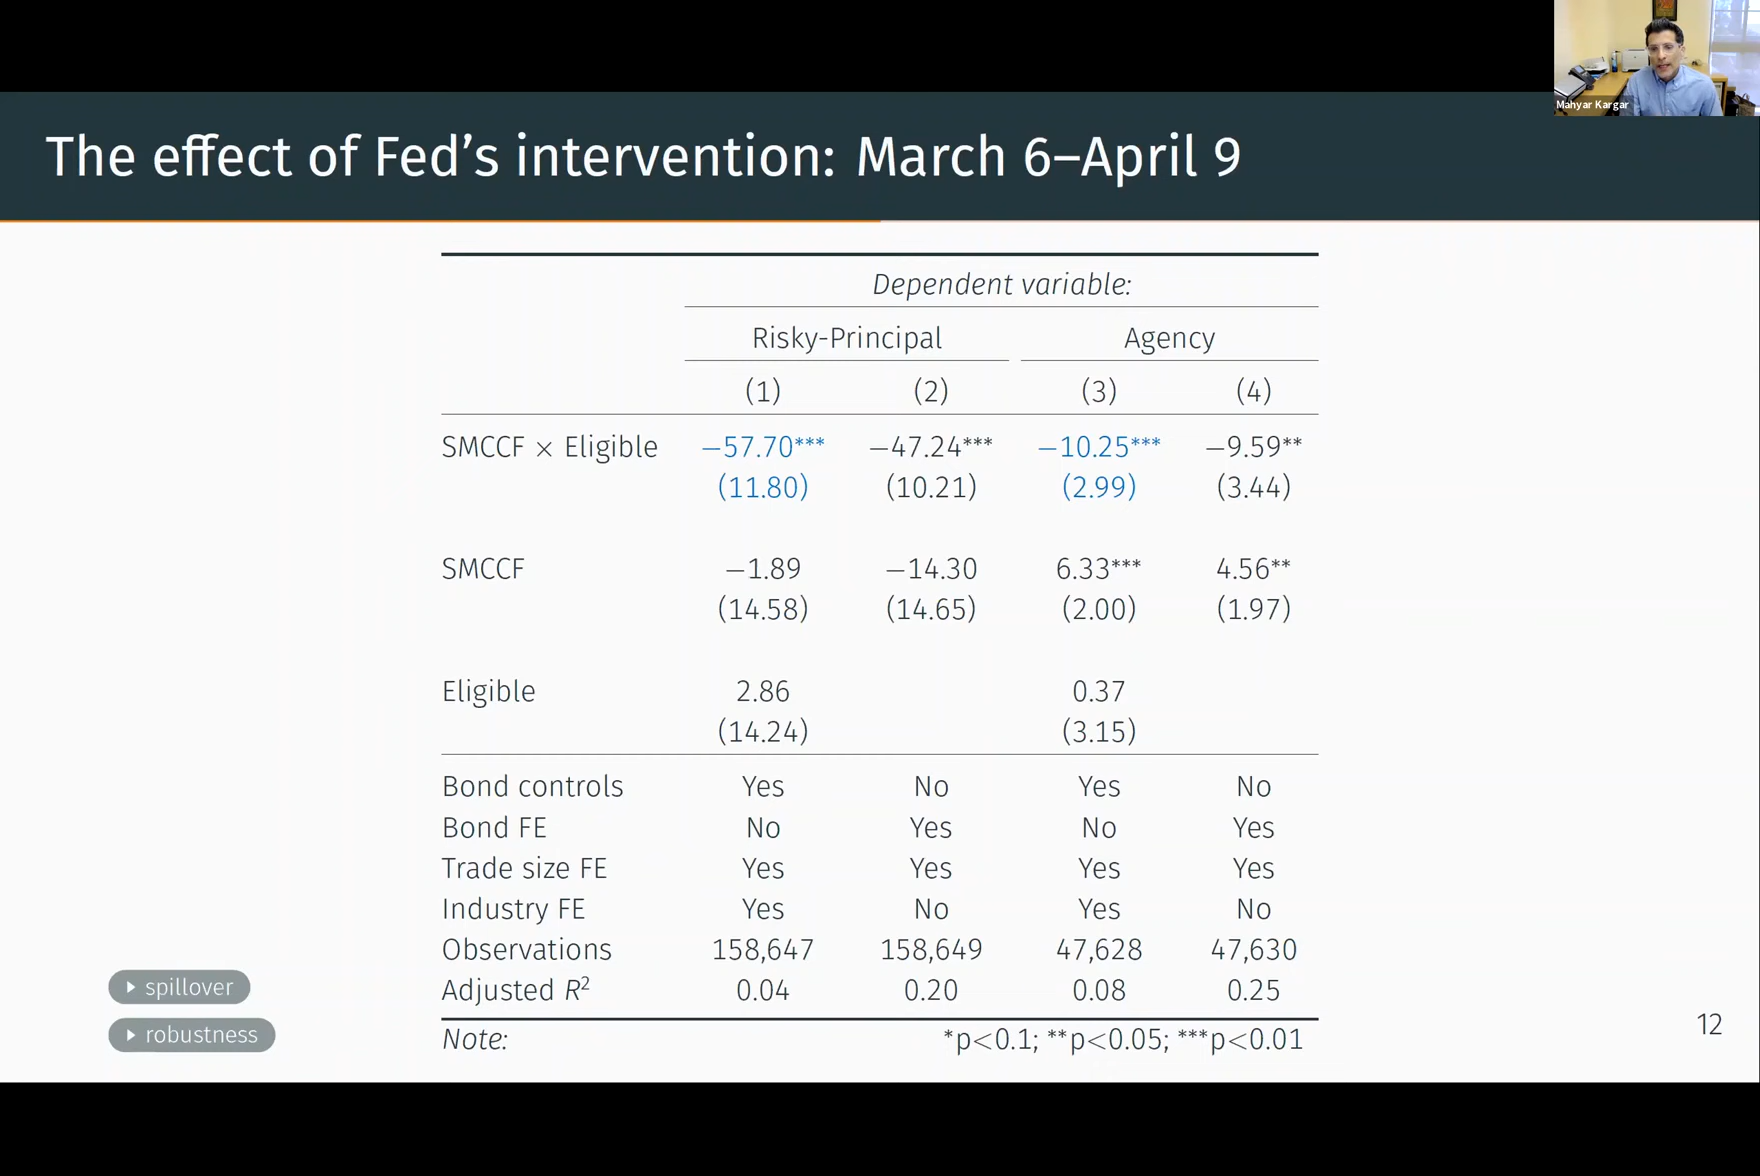 Mahyar Kargar
The effect of Fed’s intervention: March 6–April 9
Dependent variable:
Risky-Principal Agency
(1) (2) (3) (4)
SMCCF × Eligible −57.70*** −47.24*** −10.25*** −9.59**
(11.80) (10.21) (2.99) (3.44)
SMCCF −1.89 −14.30 6.33*** 4.56**
(14.58) (14.65) (2.00) (1.97)
Eligible 2.86 0.37
(14.24) (3.15)
Bond controls Yes No Yes No
Bond FE No Yes No Yes
Trade size FE Yes Yes Yes Yes
Industry FE Yes No Yes No
Observations 158,647 158,649 47,628 47,630
Adjusted R² 0.04 0.20 0.08 0.25
Note: *p<0.1; **p<0.05; ***p<0.01
spillover
robustness
12